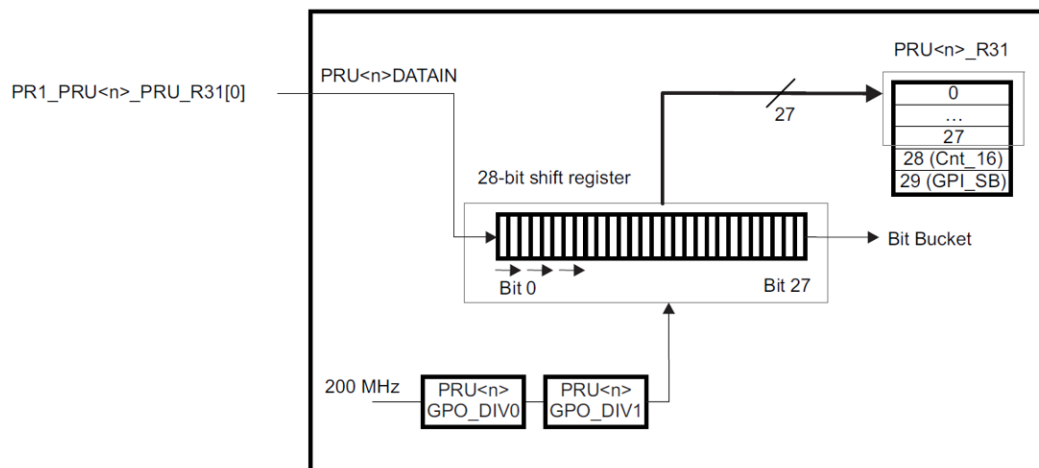 PRU<n>_R31
PRU<n>DATAIN
PR1_PRU<n>_PRU_R31[0]
0
...
27
28 (Cnt_16)
29 (GPI_SB)
27
28-bit shift register
Bit Bucket
Bit 0
Bit 27
200 MHz
PRU<n>
GPO_DIV0
PRU<n>
GPO_DIV1